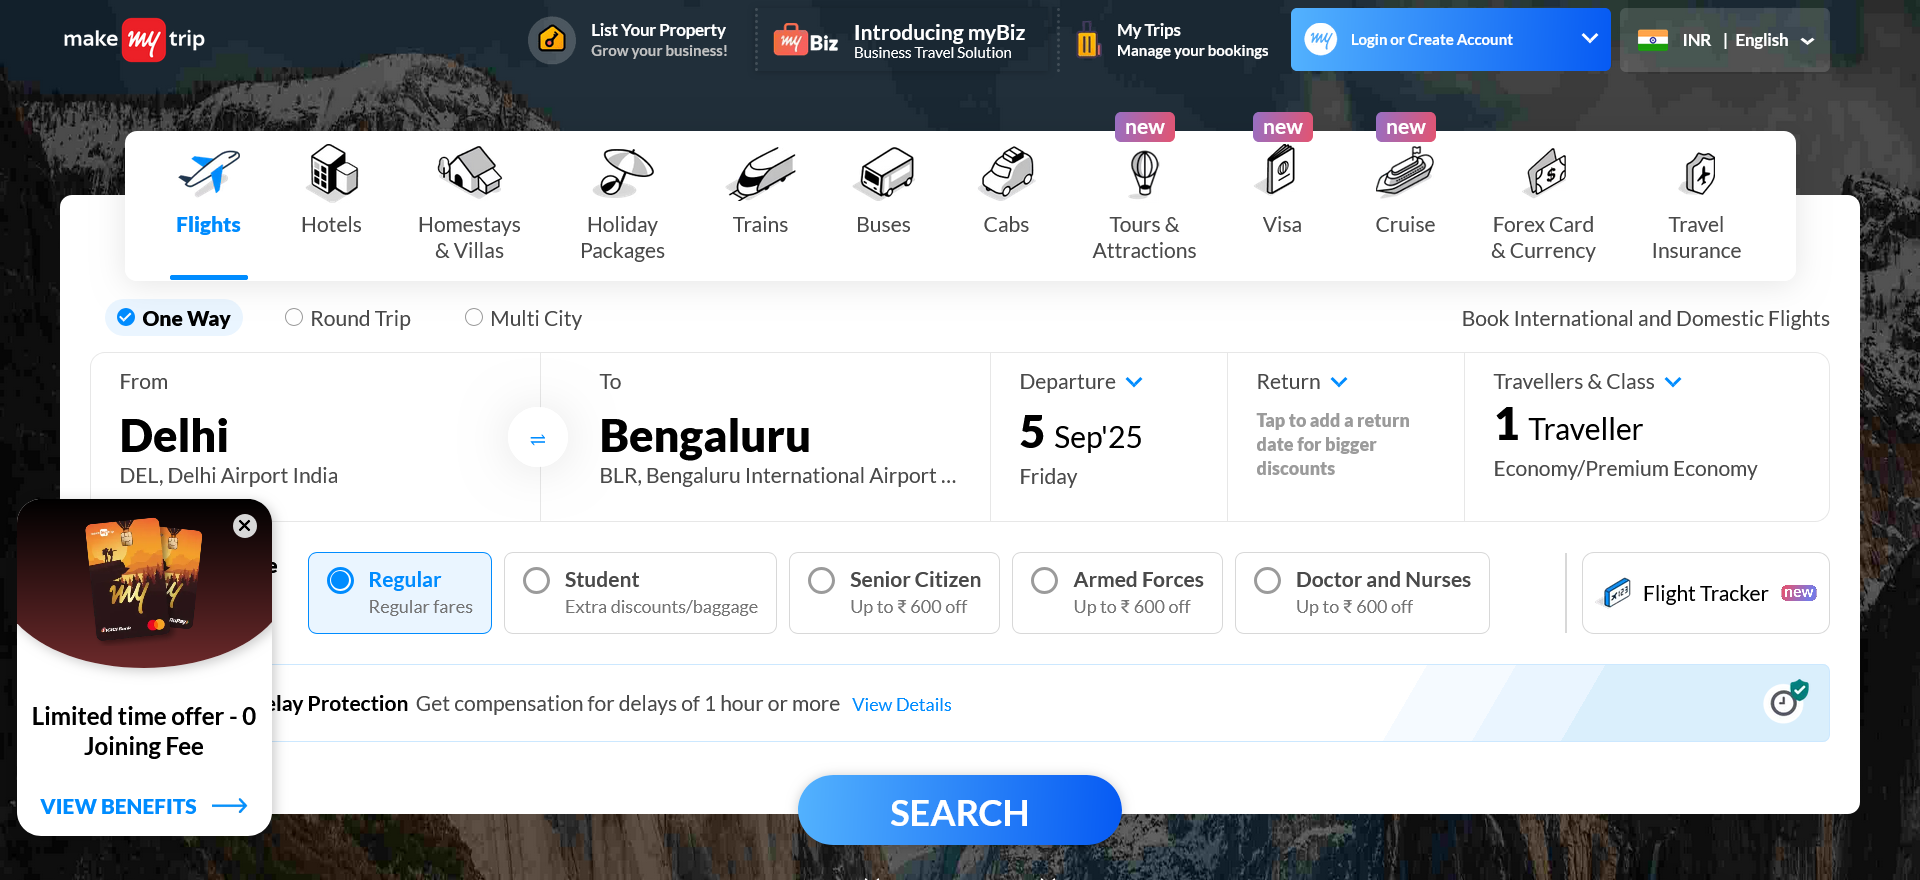 make my trip
List Your Property
Grow your business!
my Biz
Introducing myBiz
Business Travel Solution
My Trips
Manage your bookings
my
Login or Create Account
INR | English
new
new
new
Flights
Hotels
Homestays
& Villas
Holiday
Packages
Trains
Buses
Cabs
Tours &
Attractions
Visa
Cruise
Forex Card
& Currency
Travel
Insurance
One Way
Round Trip
Multi City
Book International and Domestic Flights
From
Delhi
DEL, Delhi Airport India
To
Bengaluru
BLR, Bengaluru International Airport ...
Departure
5 Sep'25
Friday
Return
Tap to add a return
date for bigger
discounts
Travellers & Class
1 Traveller
Economy/Premium Economy
Regular
Regular fares
Student
Extra discounts/baggage
Senior Citizen
Up to ₹ 600 off
Armed Forces
Up to ₹ 600 off
Doctor and Nurses
Up to ₹ 600 off
Flight Tracker new
elay Protection Get compensation for delays of 1 hour or more View Details
my
ICICI Bank
RuPay
Limited time offer - 0
Joining Fee
VIEW BENEFITS
SEARCH